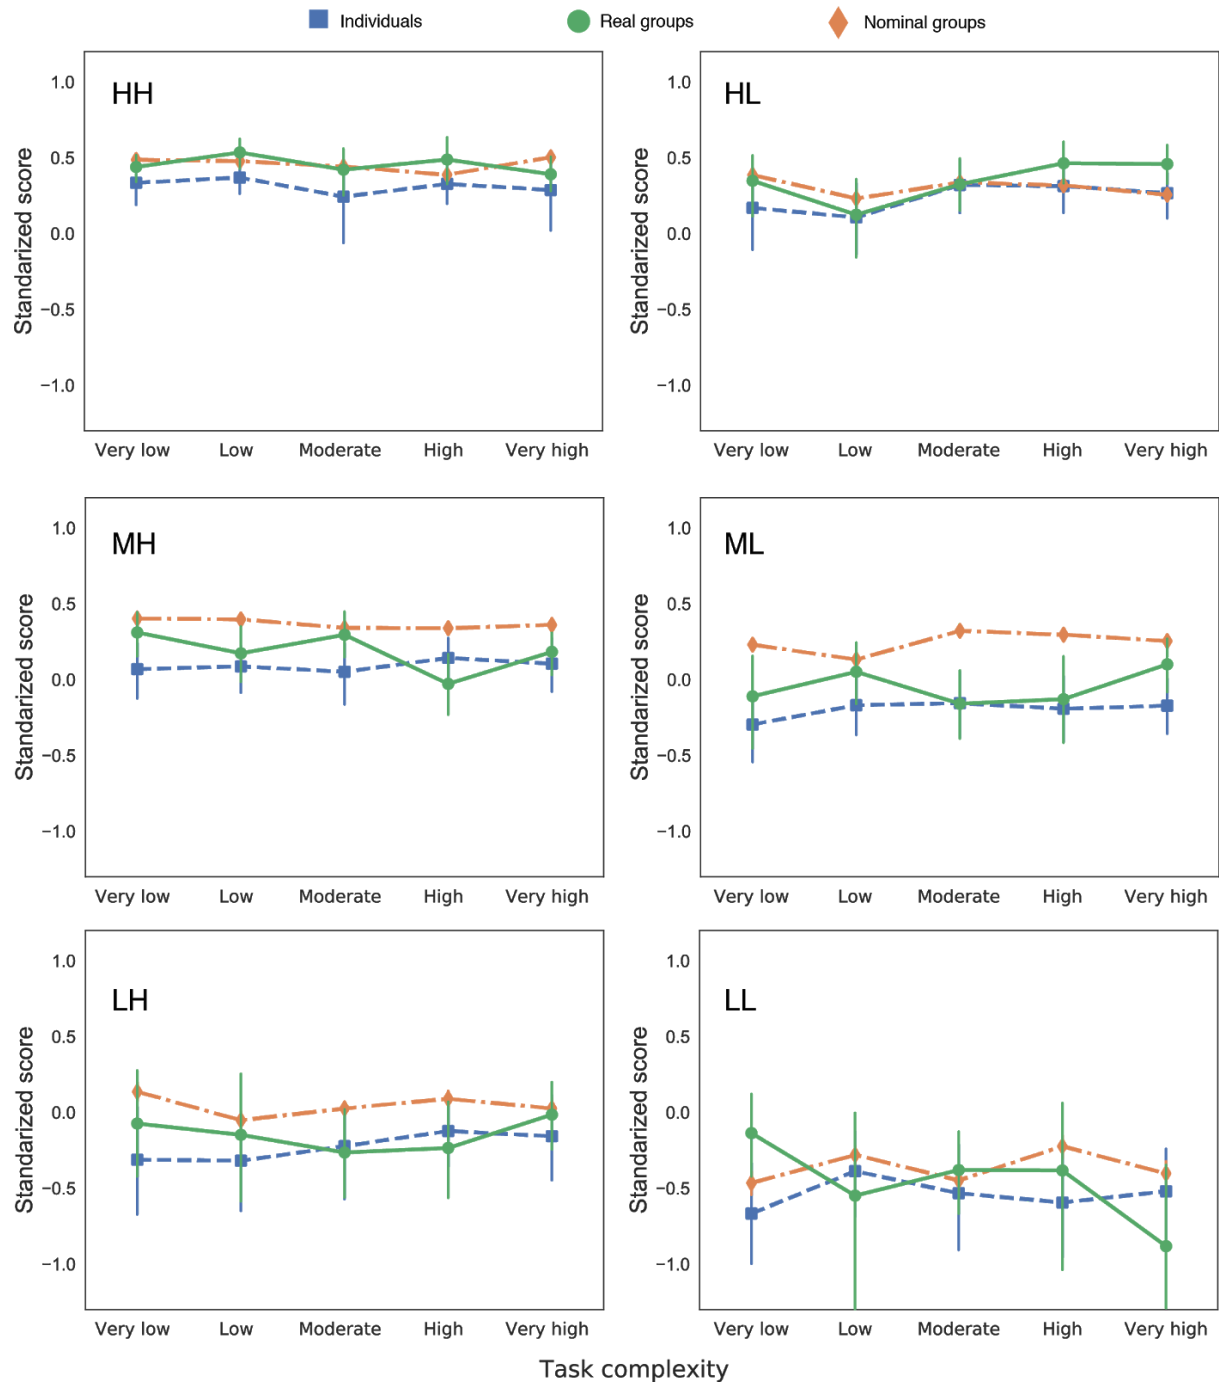 Individuals Real groups Nominal groups
HH
Standarized score
1.0
0.5
0.0
−0.5
−1.0
Very low Low Moderate High Very high
HL
Standarized score
1.0
0.5
0.0
−0.5
−1.0
Very low Low Moderate High Very high
MH
Standarized score
1.0
0.5
0.0
−0.5
−1.0
Very low Low Moderate High Very high
ML
Standarized score
1.0
0.5
0.0
−0.5
−1.0
Very low Low Moderate High Very high
LH
Standarized score
1.0
0.5
0.0
−0.5
−1.0
Very low Low Moderate High Very high
LL
Standarized score
1.0
0.5
0.0
−0.5
−1.0
Very low Low Moderate High Very high
Task complexity